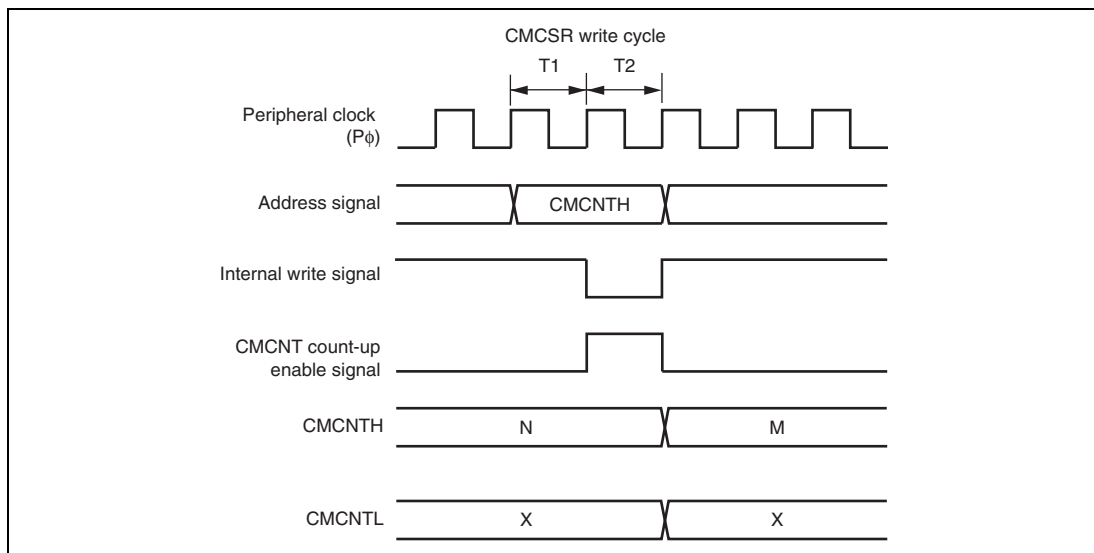 CMCSR write cycle
T1 T2
Peripheral clock
(Pϕ)
Address signal CMCNTH
Internal write signal
CMCNT count-up
enable signal
CMCNTH N M
CMCNTL X X